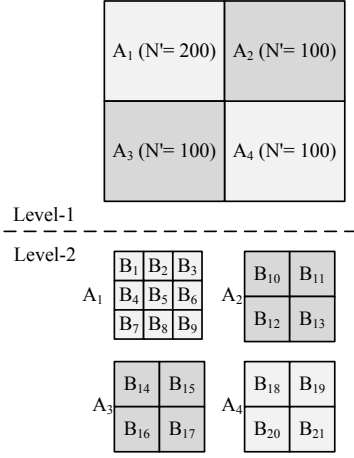 A₁ (N'= 200) A₂ (N'= 100)
A₃ (N'= 100) A₄ (N'= 100)
Level-1
Level-2
B₁ B₂ B₃
A₁ B₄ B₅ B₆
B₇ B₈ B₉
B₁₀ B₁₁
A₂
B₁₂ B₁₃
B₁₄ B₁₅
A₃
B₁₆ B₁₇
B₁₈ B₁₉
A₄
B₂₀ B₂₁